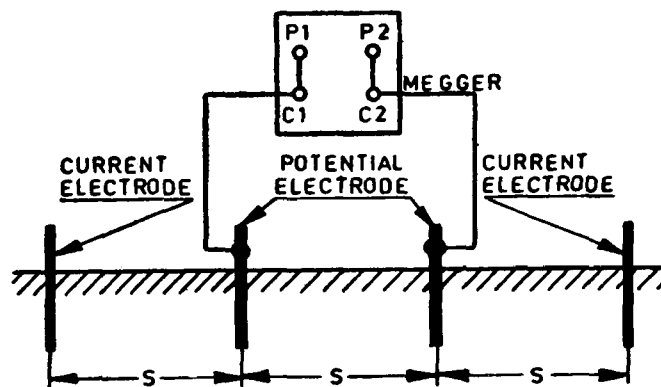 P1 P2
C1 C2
MEGGER
CURRENT
ELECTRODE
POTENTIAL
ELECTRODE
CURRENT
ELECTRODE
S S S